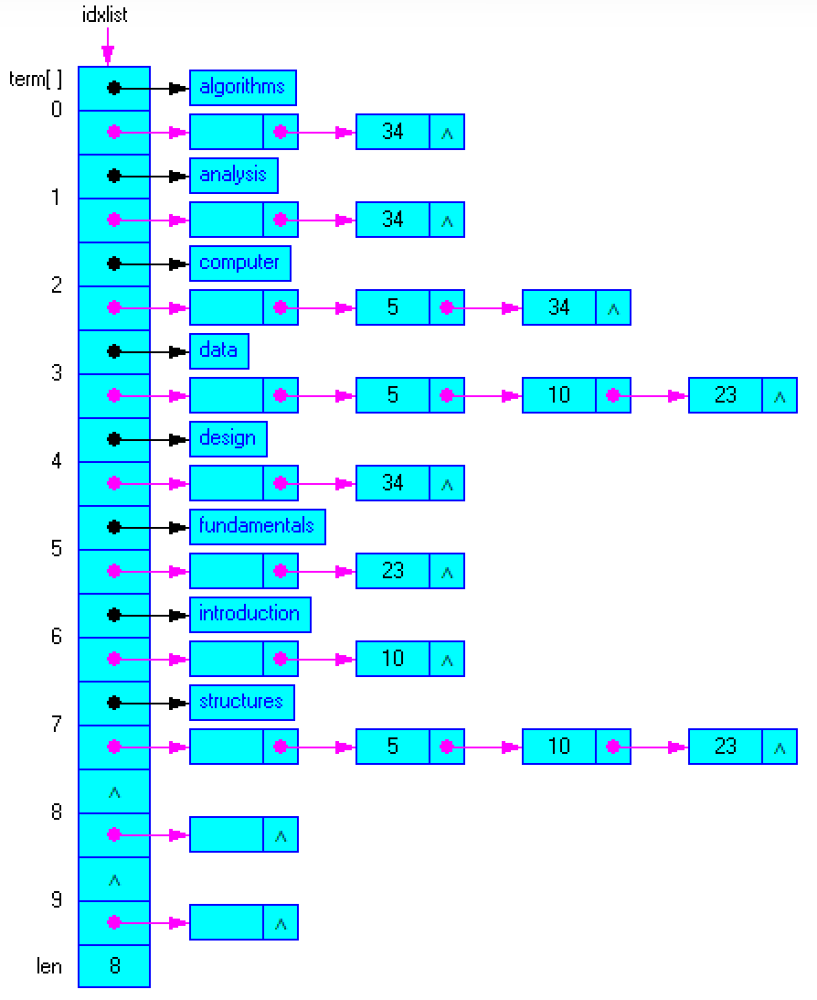 idxlist
term[ ]
algorithms
0
34 ^
analysis
1
34 ^
computer
2
5 34 ^
data
3
5 10 23 ^
design
4
34 ^
fundamentals
5
23 ^
introduction
6
10 ^
structures
7
5 10 23 ^
^
8
^
^
9
^
len 8